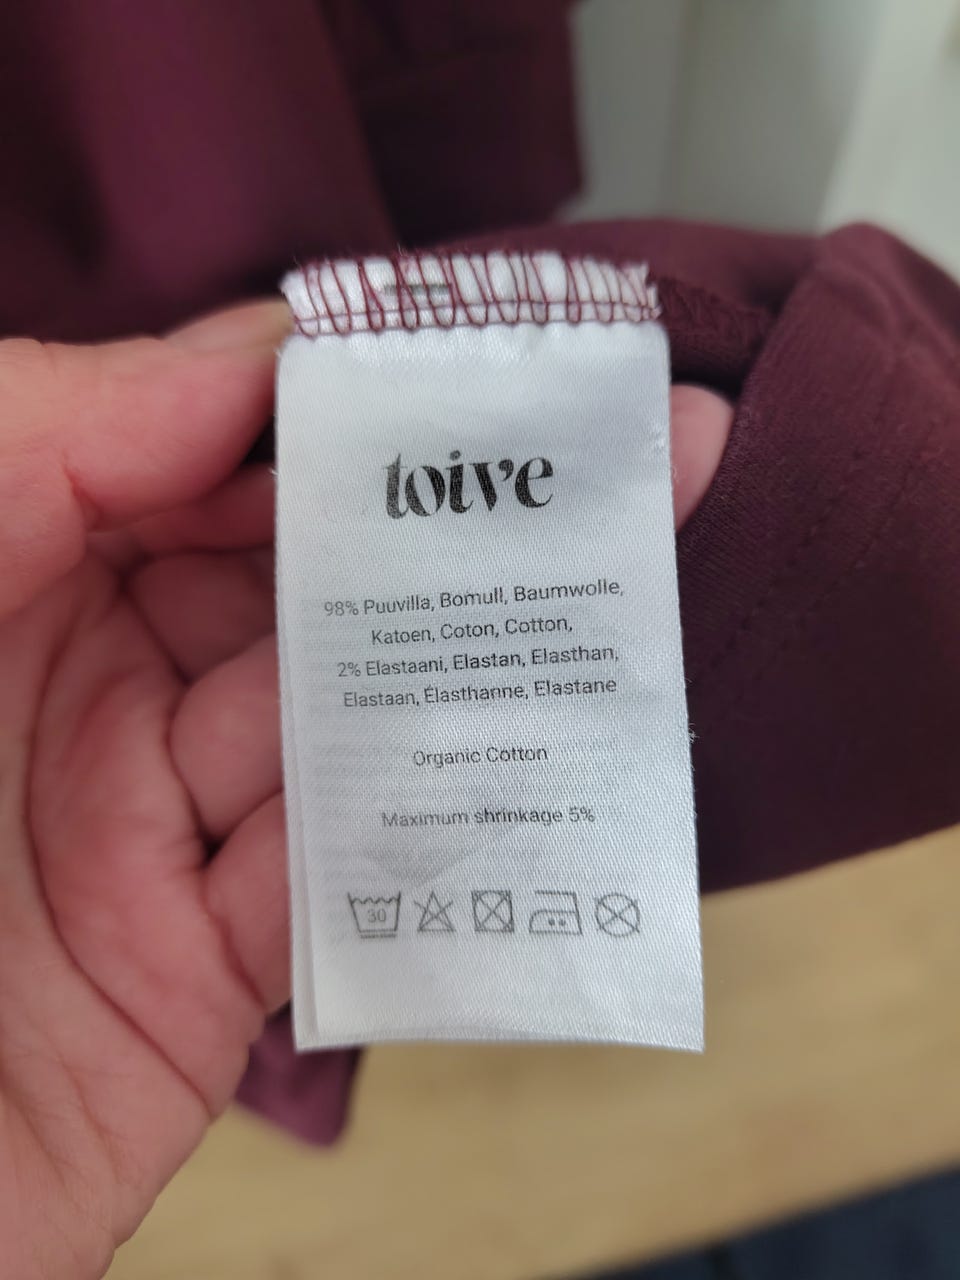 toive
98% Puuvilla, Bomull, Baumwolle,
Katoen, Coton, Cotton,
2% Elastaani, Elastan, Elasthan,
Elastaan, Élasthanne, Elastane
Organic Cotton
Maximum shrinkage 5%
30